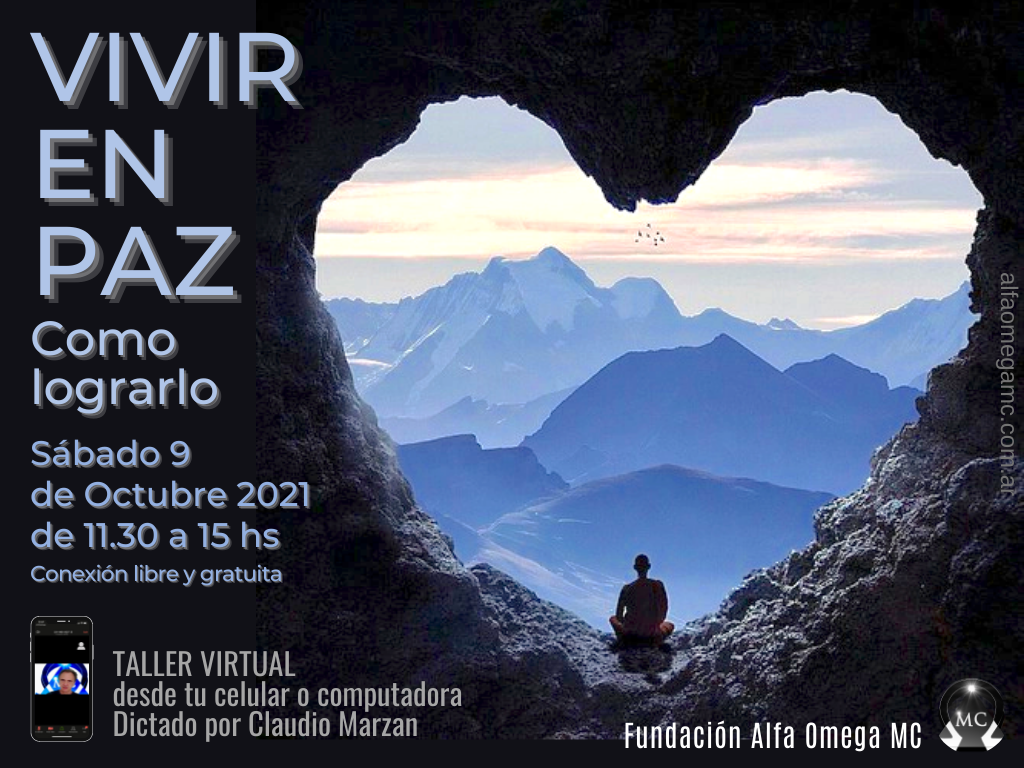 VIVIR
EN
PAZ
Como
lograrlo
Sábado 9
de Octubre 2021
de 11.30 a 15 hs
Conexión libre y gratuita
TALLER VIRTUAL
desde tu celular o computadora
Dictado por Claudio Marzan
Fundación Alfa Omega MC
MC
alfaomegamc.com.ar